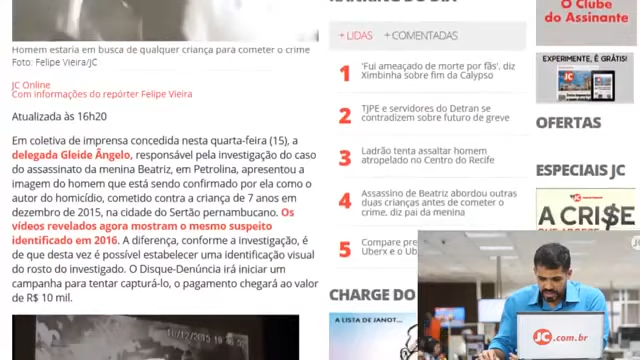 Homem estaria em busca de qualquer criança para cometer o crime
Foto: Felipe Vieira/JC
JC Online
Com informações do repórter Felipe Vieira
Atualizada às 16h20
Em coletiva de imprensa concedida nesta quarta-feira (15), a
delegada Gleide Ângelo, responsável pela investigação do caso
do assassinato da menina Beatriz, em Petrolina, apresentou a
imagem do homem que está sendo confirmado por ela como o
autor do homicídio, cometido contra a criança de 7 anos em
dezembro de 2015, na cidade do Sertão pernambucano. Os
vídeos revelados agora mostram o mesmo suspeito
identificado em 2016. A diferença, conforme a investigação, é
de que desta vez é possível estabelecer uma identificação visual
do rosto do investigado. O Disque-Denúncia irá iniciar um
campanha para tentar capturá-lo, o pagamento chegará ao valor
de R$ 10 mil.
+ LIDAS + COMENTADAS
1 'Fui ameaçado de morte por fãs', diz
Ximbinha sobre fim da Calypso
2 TJPE e servidores do Detran se
contradizem sobre futuro de greve
3 Ladrão tenta assaltar homem
atropelado no Centro do Recife
4 Assassino de Beatriz abordou outras
duas crianças antes de cometer o
crime, diz pai da menina
5 Compare pre
Uberx e o Ub
CHARGE DO
A LISTA DE JANOT...
O Clube
do Assinante
EXPERIMENTE, É GRÁTIS!
JC
OFERTAS
ESPECIAIS JC
A CRI$E
JC.com.br